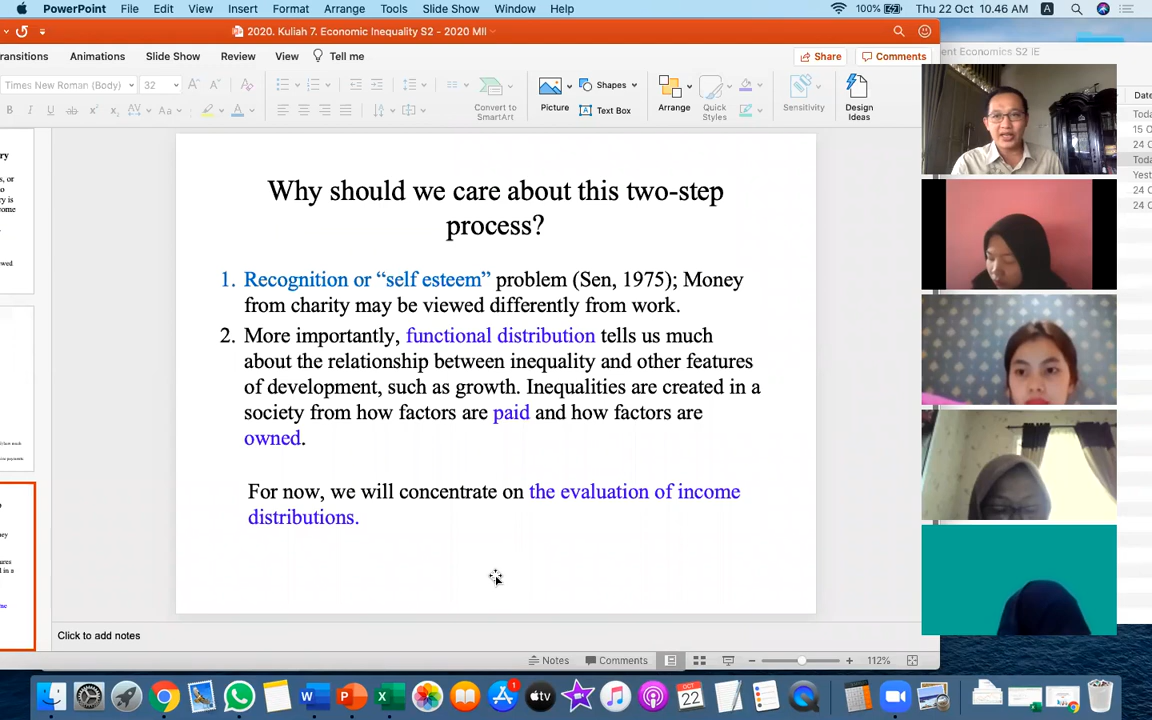 PowerPoint File Edit View Insert Format Arrange Tools Slide Show Window Help 100% Thu 22 Oct 10.46 AM A
2020. Kuliah 7. Economic Inequality S2 - 2020 MII
ent Economics S2 IE
ransitions Animations Slide Show Review View Tell me Share Comments
Times New Roman (Body) 32
Convert to SmartArt
Picture
Shapes
Text Box
Arrange
Quick Styles
Sensitivity
Design Ideas
Why should we care about this two-step
process?
1. Recognition or “self esteem” problem (Sen, 1975); Money
from charity may be viewed differently from work.
2. More importantly, functional distribution tells us much
about the relationship between inequality and other features
of development, such as growth. Inequalities are created in a
society from how factors are paid and how factors are
owned.
For now, we will concentrate on the evaluation of income
distributions.
Date
Toda
15 O
24 O
Toda
Yest
24 O
24 O
Click to add notes
Notes Comments 112%
OCT
22